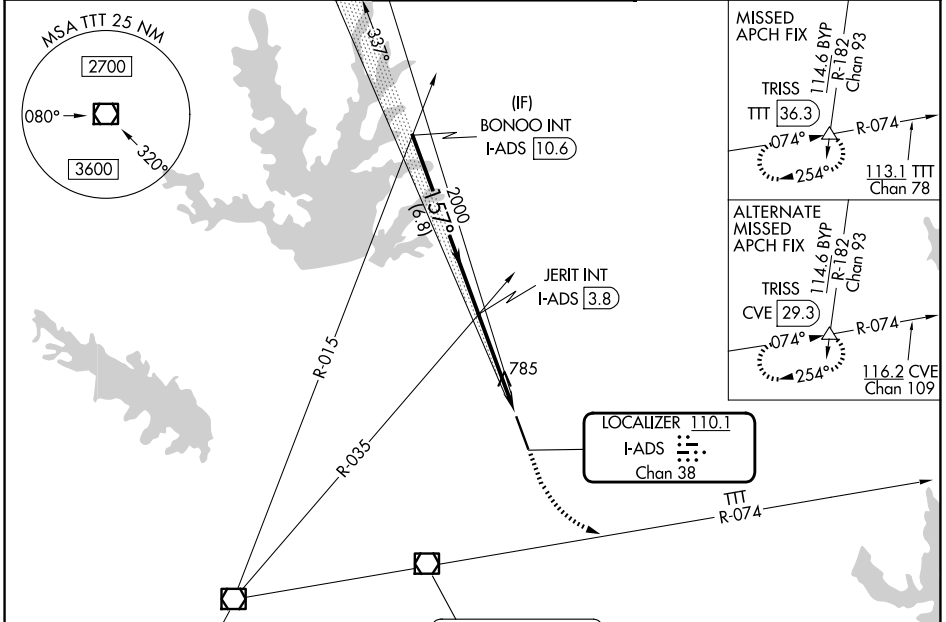 MSA TTT 25 NM
2700
080°
320°
3600
337°
(IF)
BONOO INT
I-ADS 10.6
2000
157°
(6.8)
JERIT INT
I-ADS 3.8
785
R-015
R-035
LOCALIZER 110.1
I-ADS
Chan 38
TTT
R-074
MISSED
APCH FIX
114.6 BYP
R-182
Chan 93
TRISS
TTT 36.3
074°
R-074
254°
113.1 TTT
Chan 78
ALTERNATE
MISSED
APCH FIX
114.6 BYP
R-182
Chan 93
TRISS
CVE 29.3
074°
R-074
254°
116.2 CVE
Chan 109